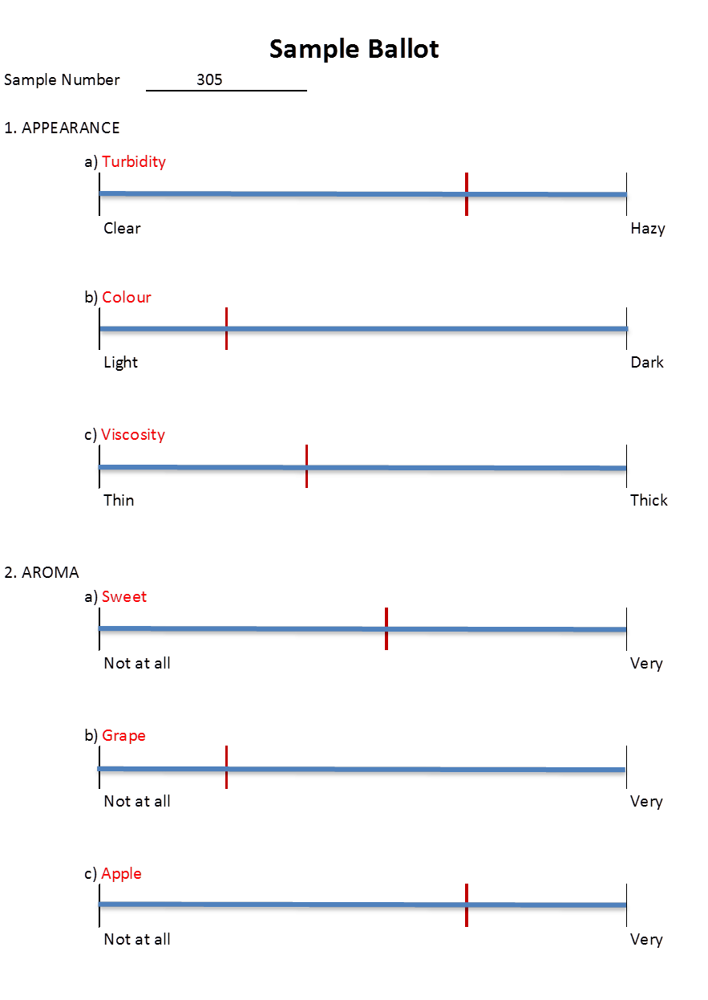 Sample Ballot
Sample Number 305
1. APPEARANCE
a) Turbidity
Clear Hazy
b) Colour
Light Dark
c) Viscosity
Thin Thick
2. AROMA
a) Sweet
Not at all Very
b) Grape
Not at all Very
c) Apple
Not at all Very